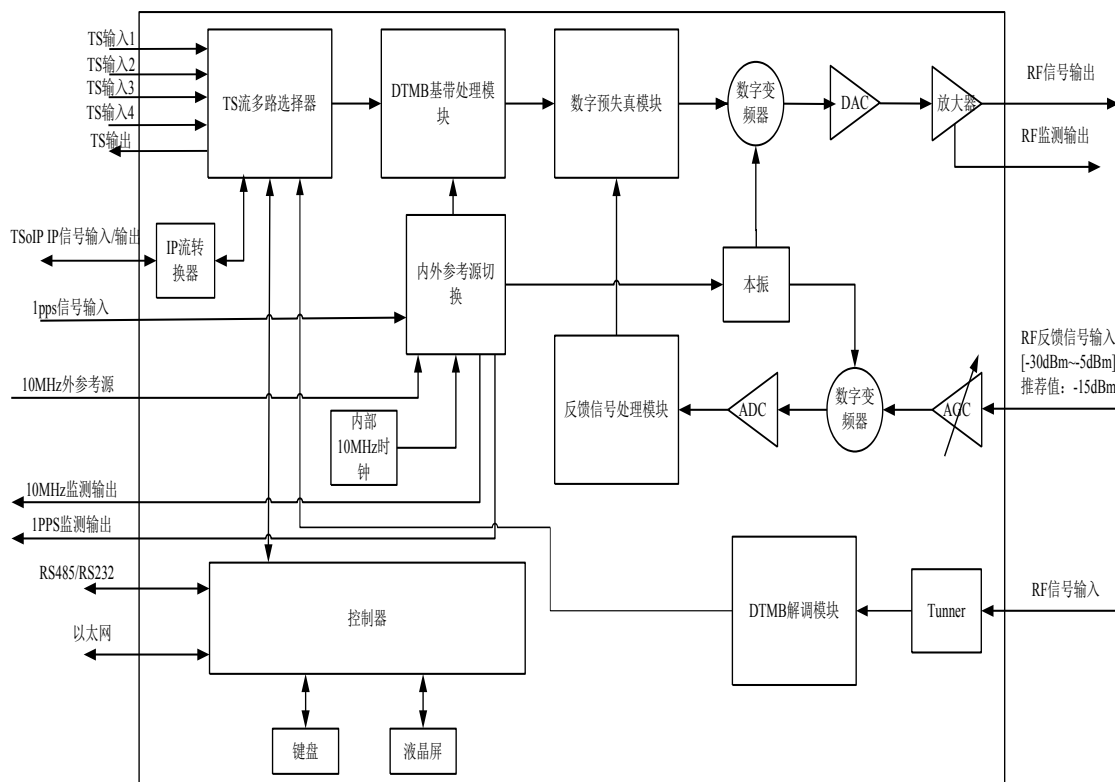 TS输入1
TS输入2
TS输入3
TS输入4
TS输出
TS流多路选择器
DTMB基带处理模
块
数字预失真模块
数字变
频器
DAC
放大器
RF信号输出
RF监测输出
TSoIP IP信号输入/输出
IP流转
换器
内外参考源切
换
本振
1pps信号输入
10MHz外参考源
内部
10MHz时
钟
反馈信号处理模块
ADC
数字变
频器
AGC
RF反馈信号输入
[-30dBm~-5dBm]
推荐值：-15dBm
10MHz监测输出
1PPS监测输出
RS485/RS232
以太网
控制器
DTMB解调模块
Tunner
RF信号输入
键盘
液晶屏